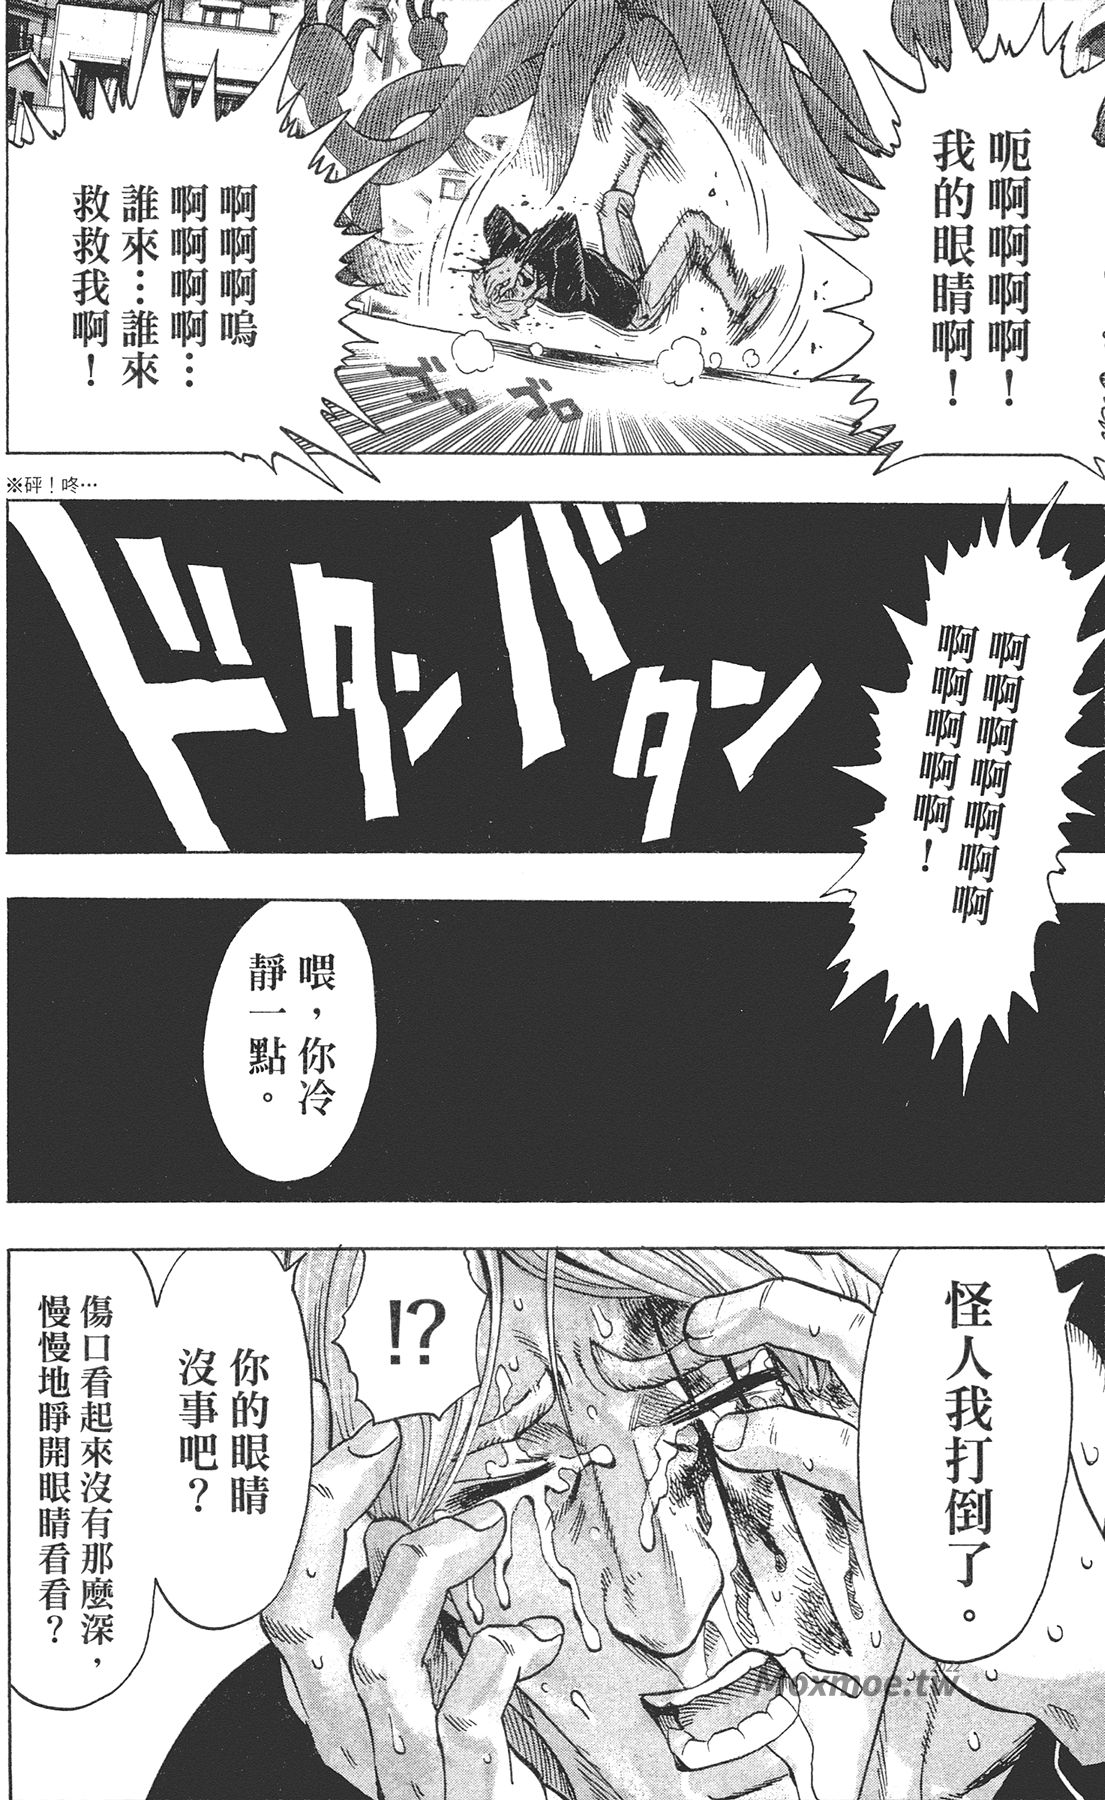 呃啊啊啊啊！
我的眼睛啊！
啊啊啊啊嗚
啊啊啊啊啊…
誰來…誰來
救救我啊！
ゴロ
ゴロ
※砰！咚…
啊啊啊啊啊啊啊啊
啊啊啊啊啊！
バタン
ドタン
喂，你冷
靜一點。
怪人我打倒了。
!?
你的眼睛
沒事吧？
傷口看起來沒有那麼深，
慢慢地睜開眼睛看看？
Moxmoe.tw